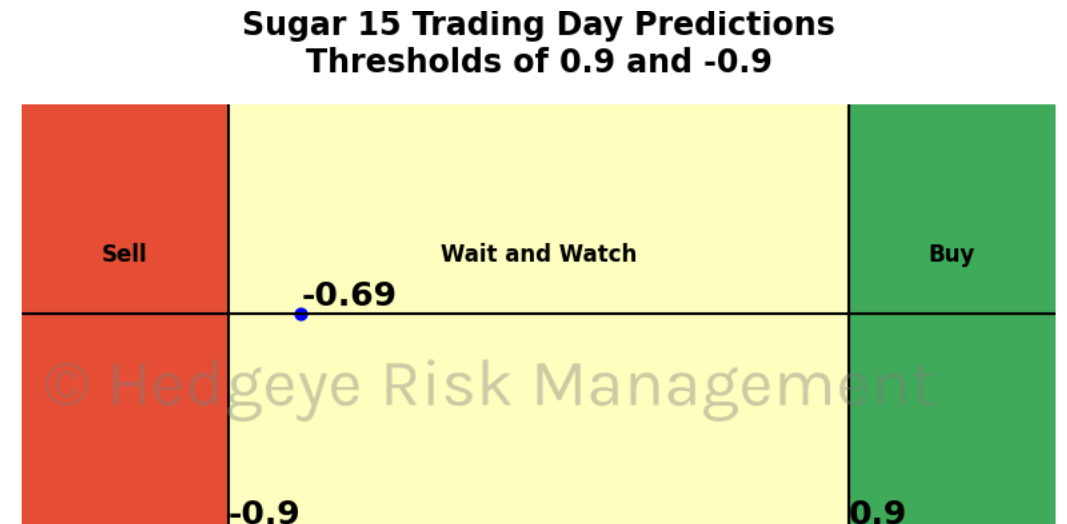 Sugar 15 Trading Day Predictions
Thresholds of 0.9 and -0.9
Sell
Wait and Watch
Buy
-0.69
© Hedgeye Risk Management
-0.9
0.9